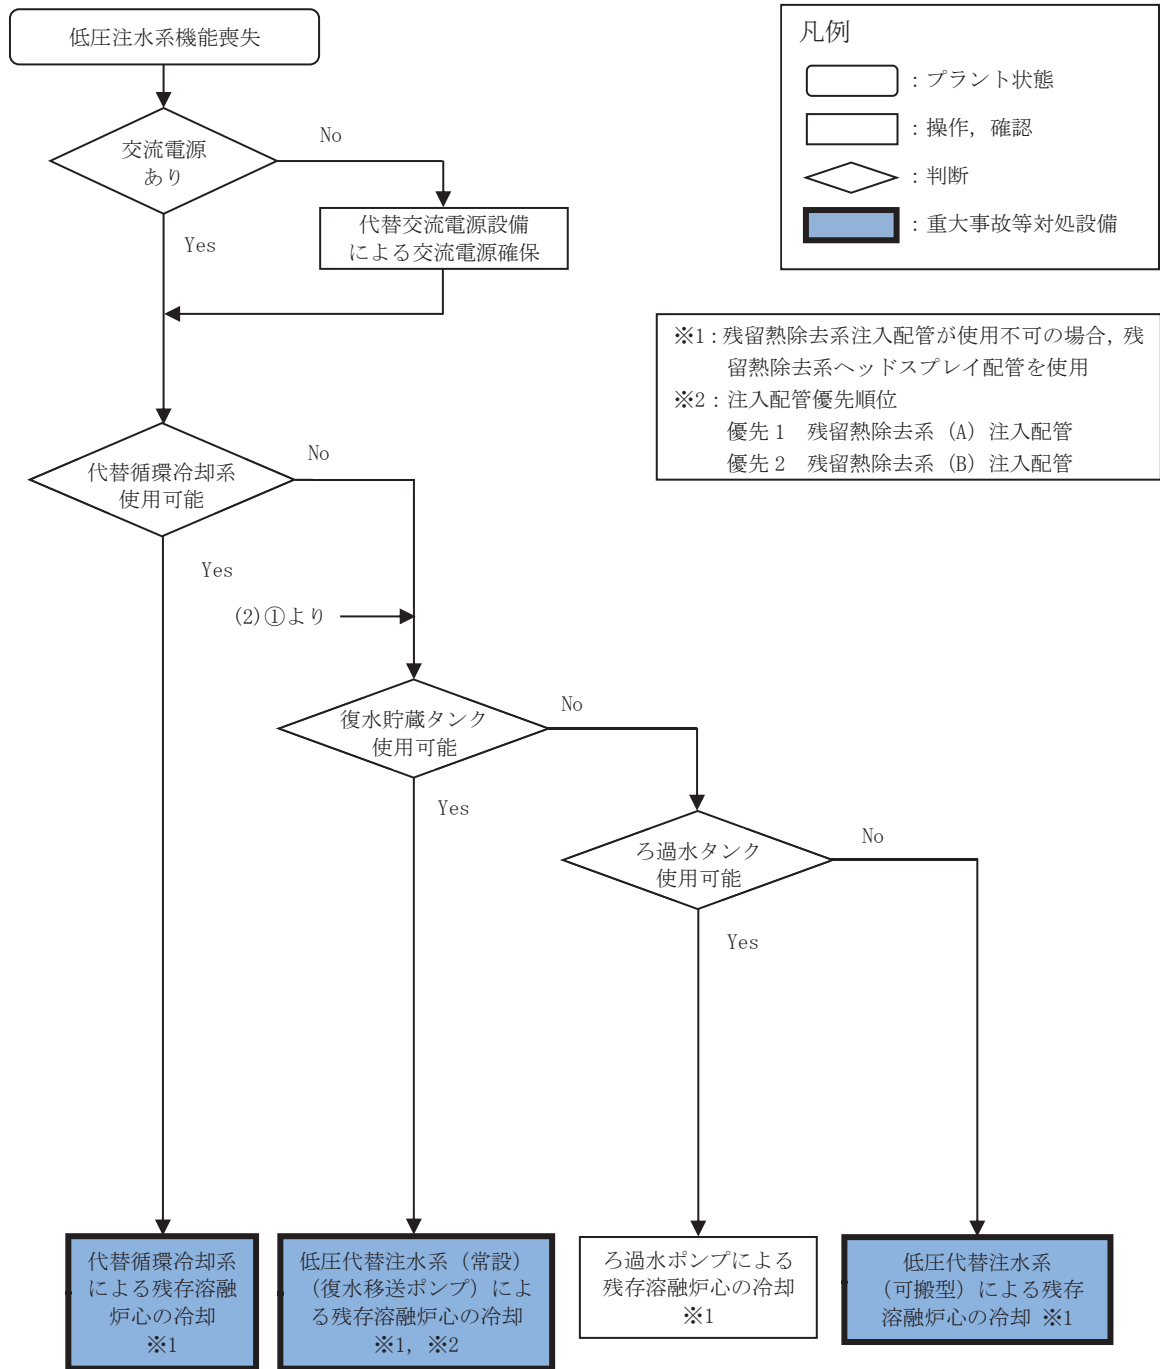 低圧注水系機能喪失
交流電源
あり
No
Yes
代替交流電源設備
による交流電源確保
凡例
：プラント状態
：操作，確認
：判断
：重大事故等対処設備
※1：残留熱除去系注入配管が使用不可の場合，残
留熱除去系ヘッドスプレイ配管を使用
※2：注入配管優先順位
優先1　残留熱除去系（A）注入配管
優先2　残留熱除去系（B）注入配管
代替循環冷却系
使用可能
No
Yes
(2)①より
復水貯蔵タンク
使用可能
No
Yes
ろ過水タンク
使用可能
No
Yes
代替循環冷却系
による残存溶融
炉心の冷却
※1
低圧代替注水系（常設）
（復水移送ポンプ）によ
る残存溶融炉心の冷却
※1，※2
ろ過水ポンプによる
残存溶融炉心の冷却
※1
低圧代替注水系
（可搬型）による残存
溶融炉心の冷却 ※1